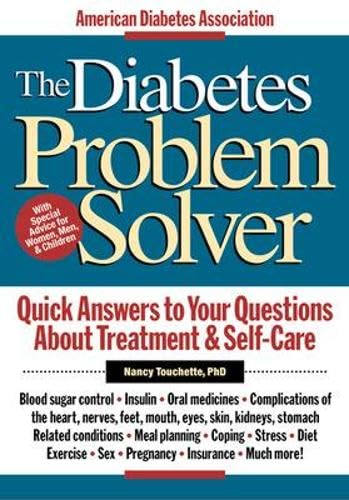 American Diabetes Association
The Diabetes
Problem
Solver
With
Special
Advice for
Women, Men,
& Children
Quick Answers to Your Questions
About Treatment & Self-Care
Nancy Touchette, PhD
Blood sugar control • Insulin • Oral medicines • Complications of
the heart, nerves, feet, mouth, eyes, skin, kidneys, stomach
Related conditions • Meal planning • Coping • Stress • Diet
Exercise • Sex • Pregnancy • Insurance • Much more!